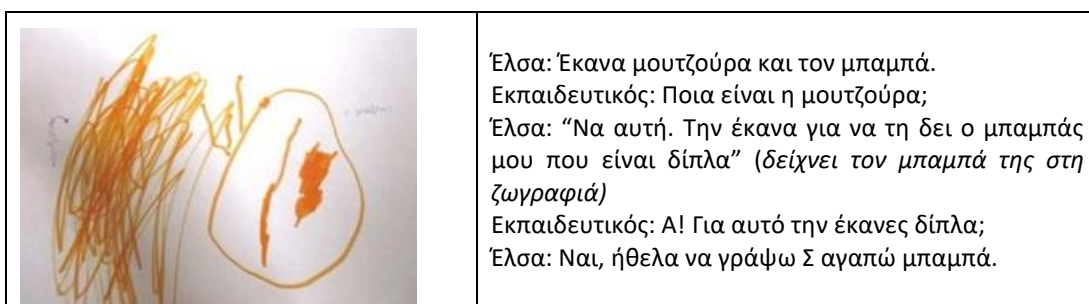 Έλσα: Έκανα μουτζούρα και τον μπαμπά.
Εκπαιδευτικός: Ποια είναι η μουτζούρα;
Έλσα: “Να αυτή. Την έκανα για να τη δει ο μπαμπάς
μου που είναι δίπλα” (δείχνει τον μπαμπά της στη
ζωγραφιά)
Εκπαιδευτικός: Α! Για αυτό την έκανες δίπλα;
Έλσα: Ναι, ήθελα να γράψω Σ αγαπώ μπαμπά.